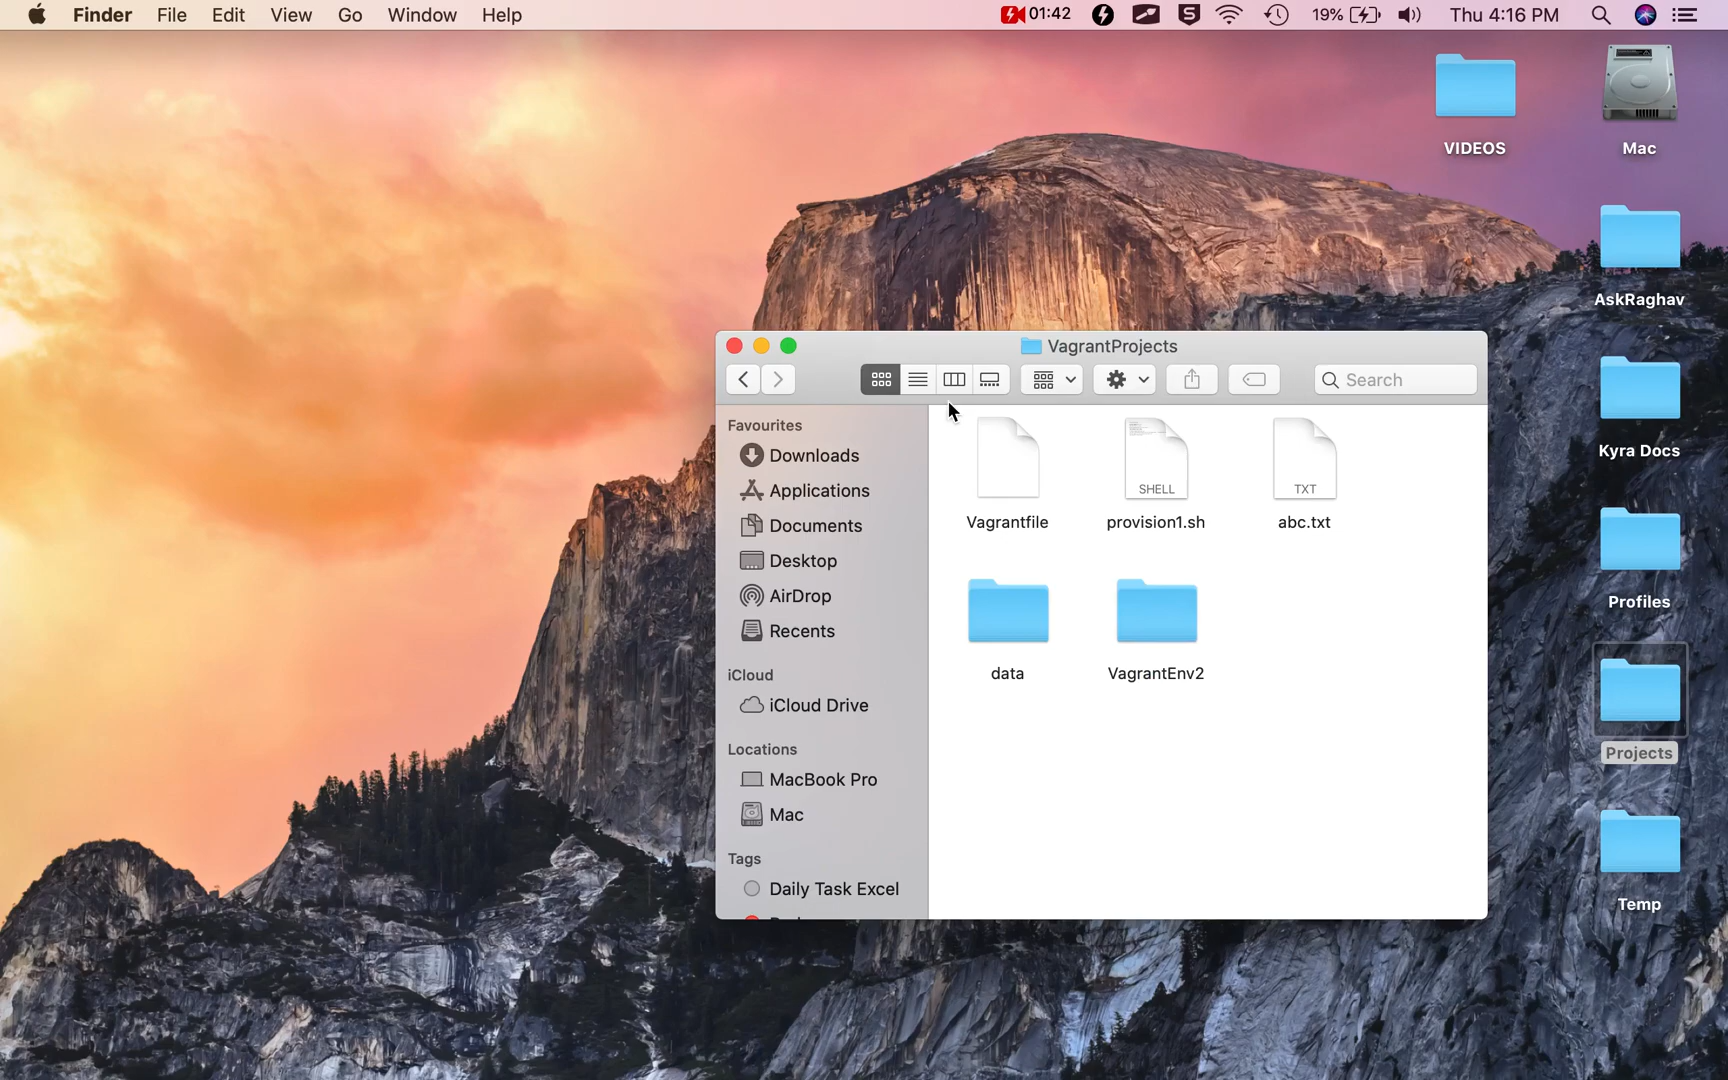 Finder File Edit View Go Window Help 01:42 19% Thu 4:16 PM
VIDEOS Mac
AskRaghav
Kyra Docs
Profiles
Projects
Temp
VagrantProjects
Search
Favourites
Downloads
Applications
Documents
Desktop
AirDrop
Recents
iCloud
iCloud Drive
Locations
MacBook Pro
Mac
Tags
Daily Task Excel
SHELL TXT
Vagrantfile provision1.sh abc.txt
data VagrantEnv2